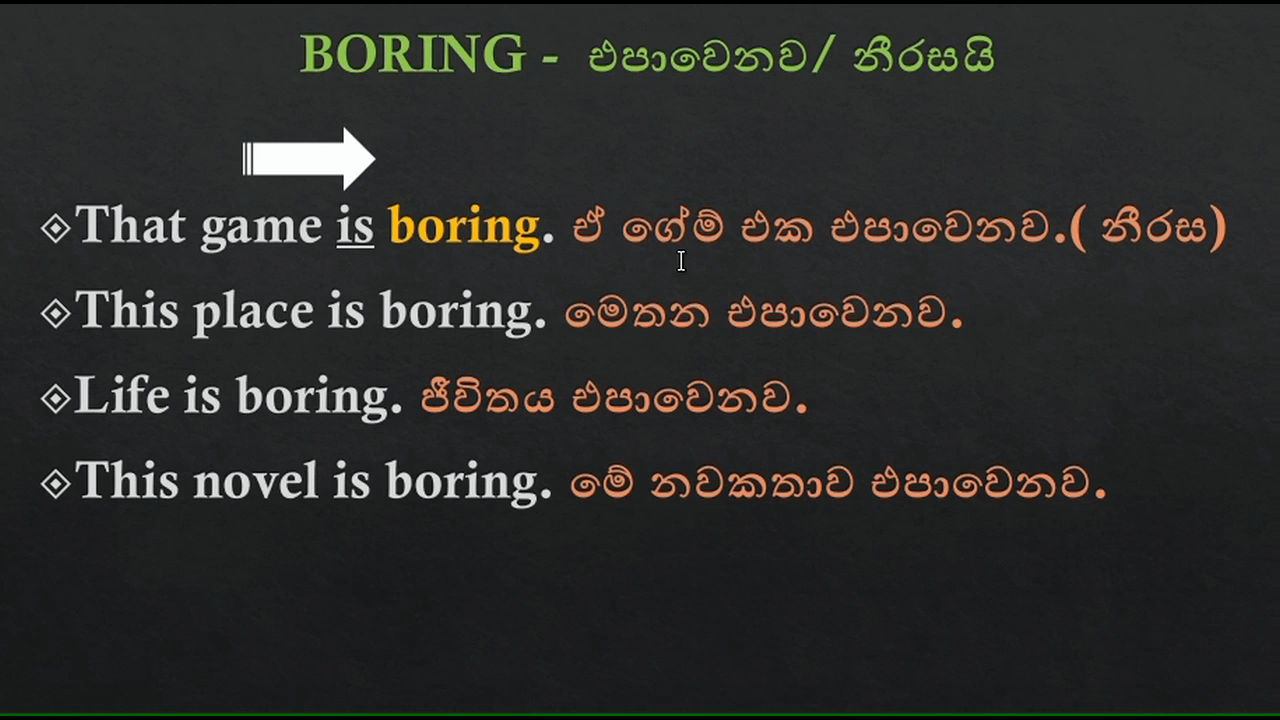 BORING - එපාවෙනව/ නීරසයි
That game is boring. ඒ ගේම් එක එපාවෙනව.( නීරස)
This place is boring. මෙතන එපාවෙනව.
Life is boring. ජීවිතය එපාවෙනව.
This novel is boring. මේ නවකතාව එපාවෙනව.